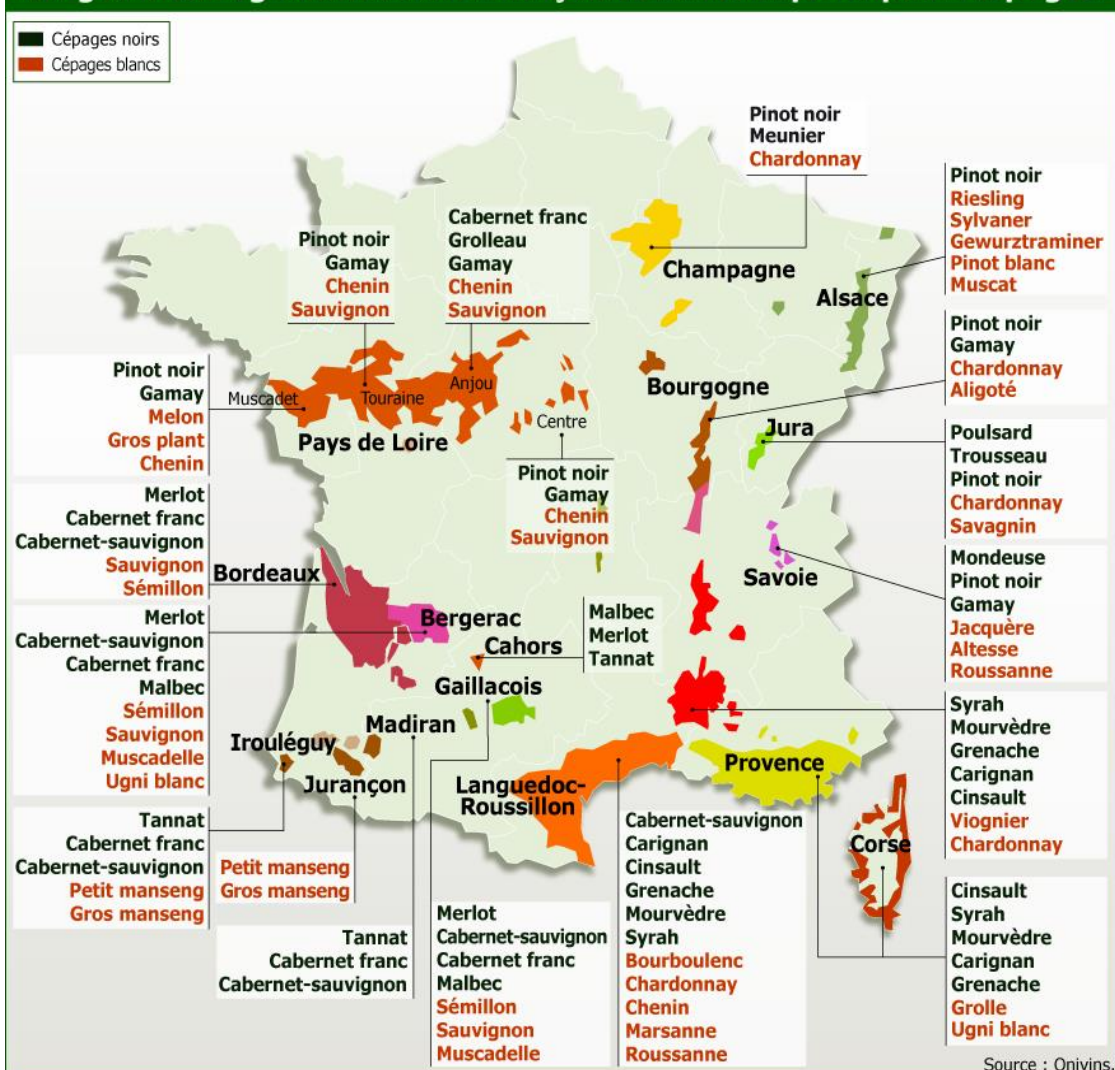 Cépages noirs
Cépages blancs
Pinot noir
Meunier
Chardonnay
Pinot noir
Riesling
Sylvaner
Gewurztraminer
Pinot blanc
Muscat
Cabernet franc
Grolleau
Gamay
Chenin
Sauvignon
Pinot noir
Gamay
Chenin
Sauvignon
Champagne
Alsace
Pinot noir
Gamay
Chardonnay
Aligoté
Pinot noir
Gamay
Melon
Gros plant
Chenin
Muscadet
Touraine
Anjou
Pays de Loire
Centre
Bourgogne
Jura
Poulsard
Trousseau
Pinot noir
Chardonnay
Savagnin
Pinot noir
Gamay
Chenin
Sauvignon
Merlot
Cabernet franc
Cabernet-sauvignon
Sauvignon
Sémillon
Bordeaux
Savoie
Mondeuse
Pinot noir
Gamay
Jacquère
Altesse
Roussanne
Merlot
Cabernet-sauvignon
Cabernet franc
Malbec
Sémillon
Sauvignon
Muscadelle
Ugni blanc
Bergerac
Cahors
Malbec
Merlot
Tannat
Gaillacois
Madiran
Irouléguy
Jurançon
Languedoc-
Roussillon
Provence
Corse
Syrah
Mourvèdre
Grenache
Carignan
Cinsault
Viognier
Chardonnay
Tannat
Cabernet franc
Cabernet-sauvignon
Petit manseng
Gros manseng
Petit manseng
Gros manseng
Tannat
Cabernet franc
Cabernet-sauvignon
Merlot
Cabernet-sauvignon
Cabernet franc
Malbec
Sémillon
Sauvignon
Muscadelle
Cabernet-sauvignon
Carignan
Cinsault
Grenache
Mourvèdre
Syrah
Bourboulenc
Chardonnay
Chenin
Marsanne
Roussanne
Cinsault
Syrah
Mourvèdre
Carignan
Grenache
Grolle
Ugni blanc
Source : Onivins.